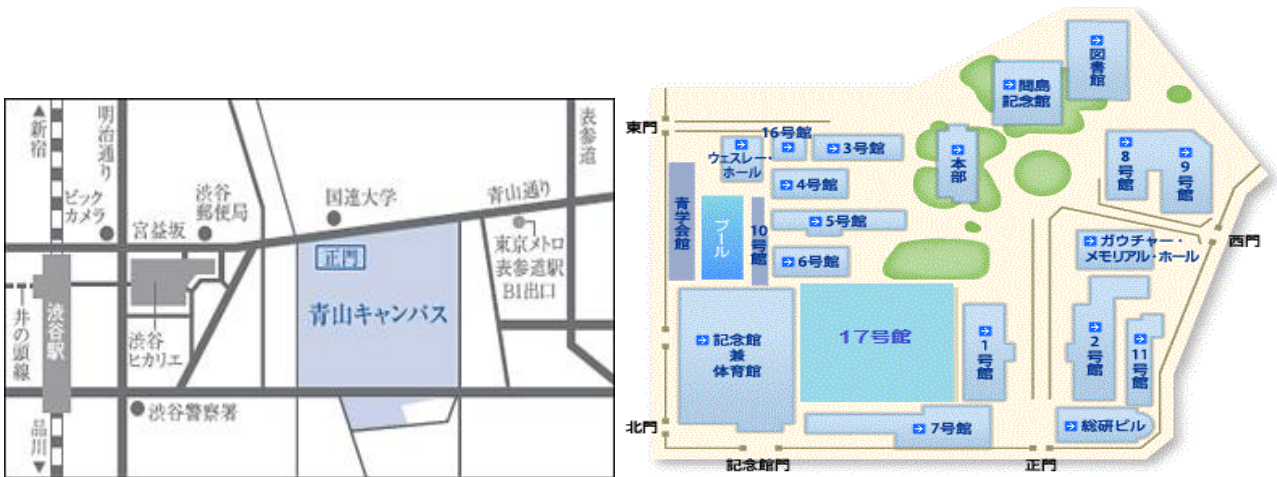 ▲新宿
明治通り
表参道
ビック
カメラ
渋谷
郵便局
国連大学
青山通り
宮益坂
東京メトロ
表参道駅
B1出口
正門
青山キャンパス
井の頭線
渋谷駅
渋谷
ヒカリエ
渋谷警察署
品川▼
図書館
間島
記念館
東門
16号館
ウェスレー・
ホール
3号館
本部
8号館
9号館
4号館
青学会館
プール
10号館
5号館
6号館
ガウチャー・
メモリアル・ホール
西門
記念館
兼
体育館
17号館
1号館
2号館
11号館
7号館
総研ビル
北門
記念館門
正門